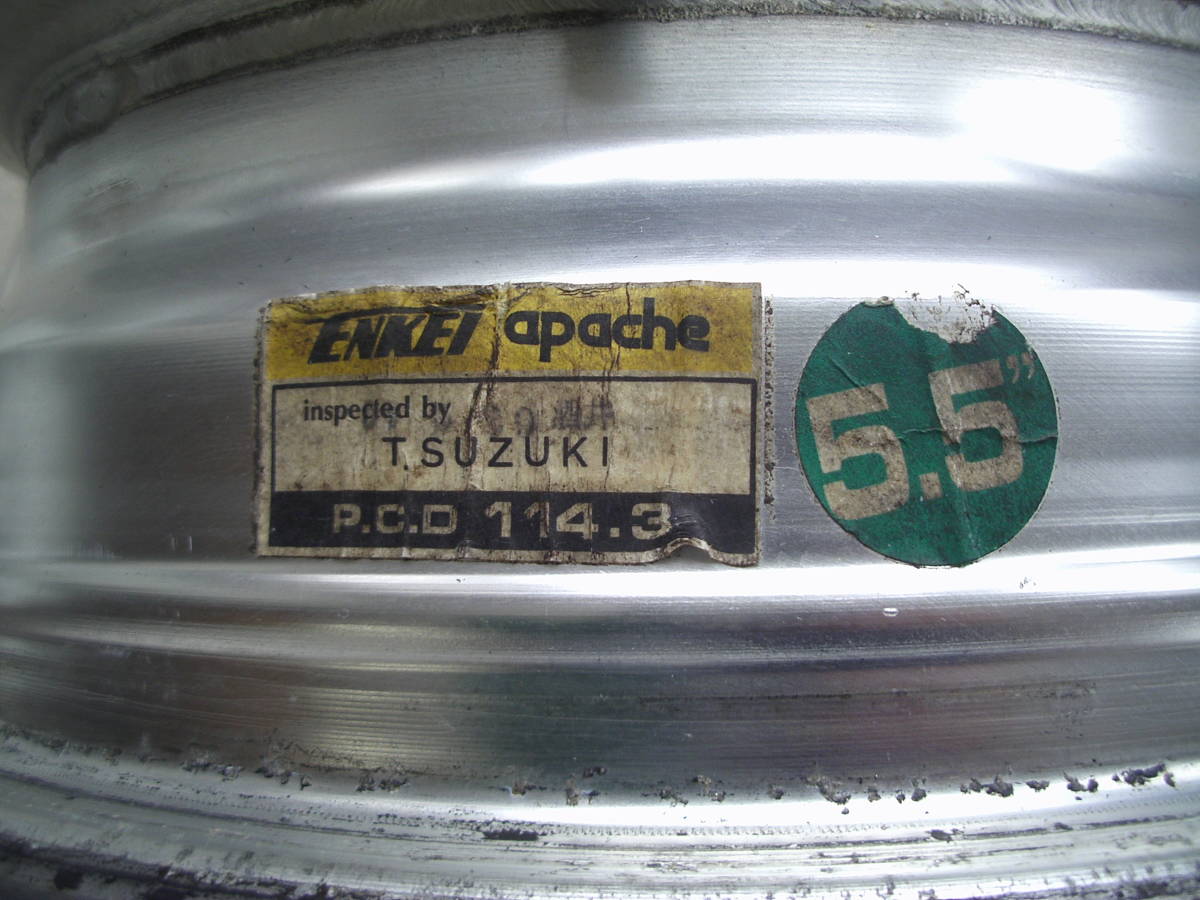 ENKEI apache
inspected by
T.SUZUKI
P.C.D 114.3
5.5"